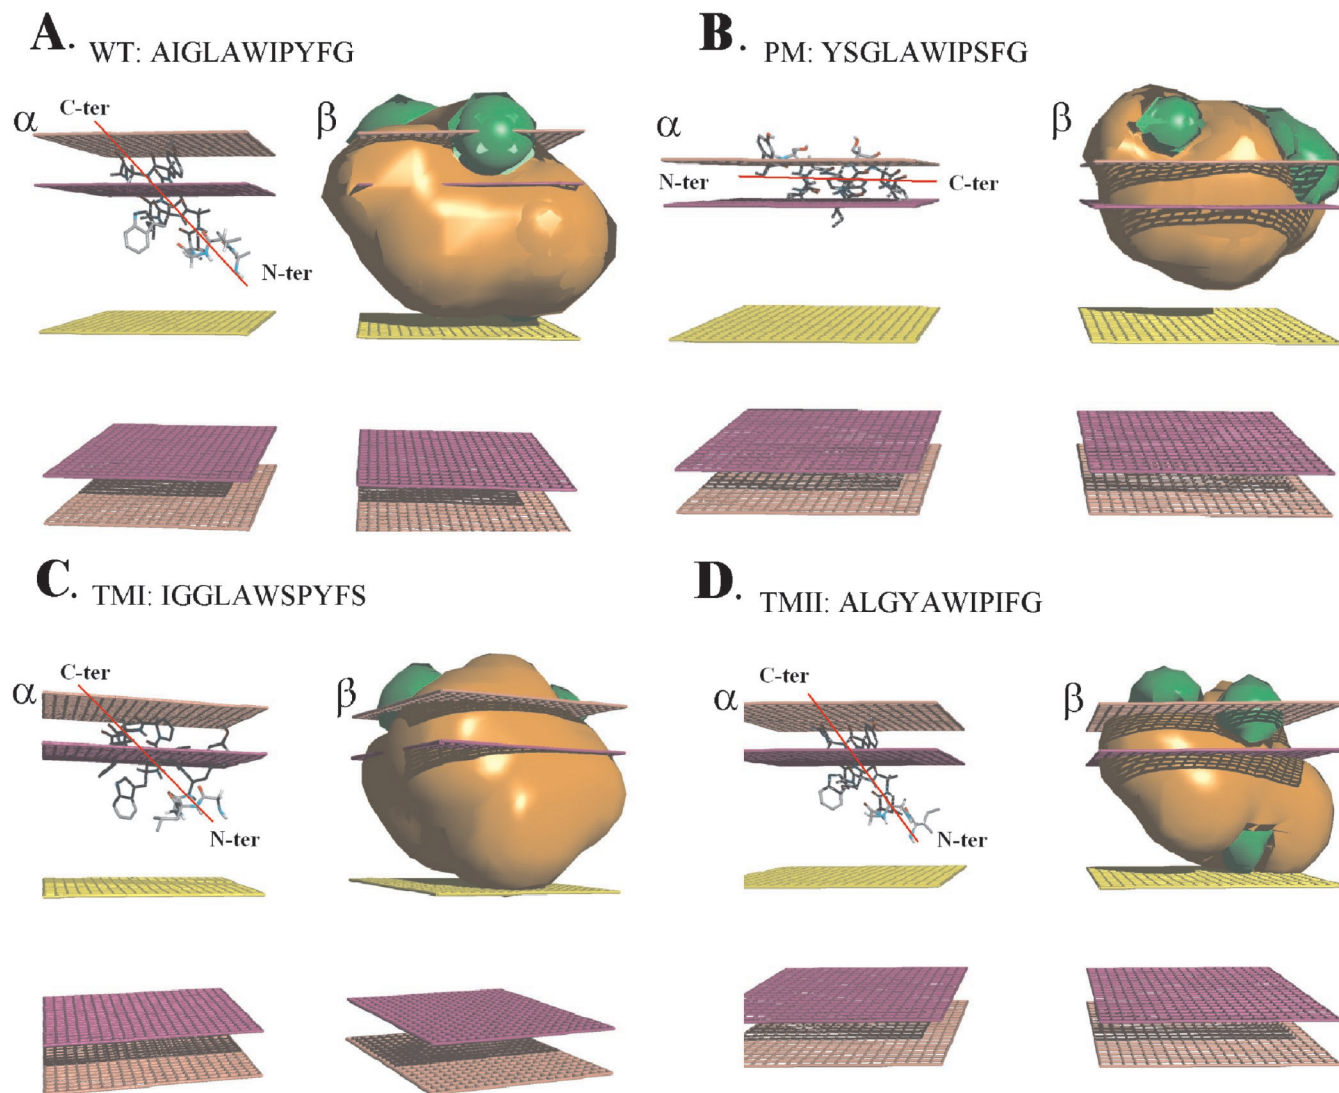 A. WT: AIGLAWIPYFG
α
C-ter
N-ter
β
B. PM: YSGLAWIPSFG
α
N-ter
C-ter
β
C. TMI: IGGLAWSPYFS
α
C-ter
N-ter
β
D. TMII: ALGYAWIPIFG
α
C-ter
N-ter
β